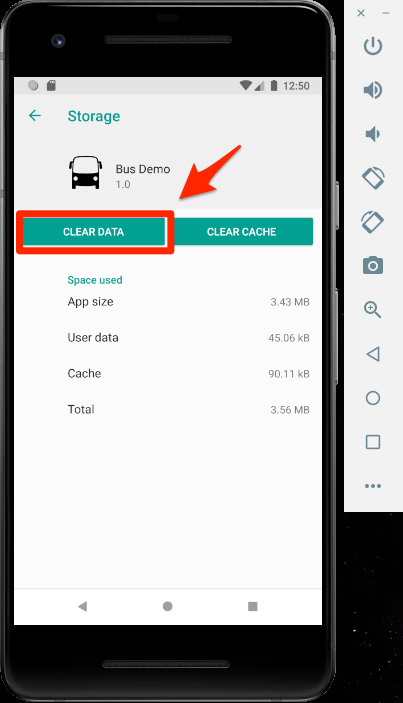 12:50
Storage
Bus Demo
1.0
CLEAR DATA
CLEAR CACHE
Space used
App size 3.43 MB
User data 45.06 kB
Cache 90.11 kB
Total 3.56 MB